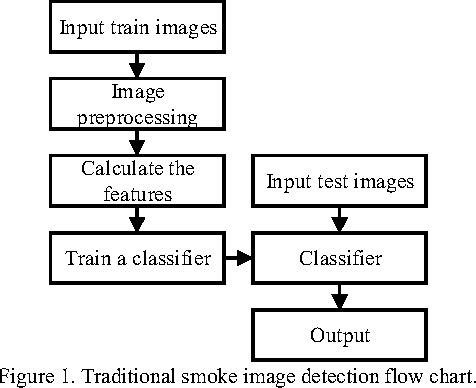 Input train images
Image
preprocessing
Calculate the
features
Input test images
Train a classifier
Classifier
Output
Figure 1. Traditional smoke image detection flow chart.